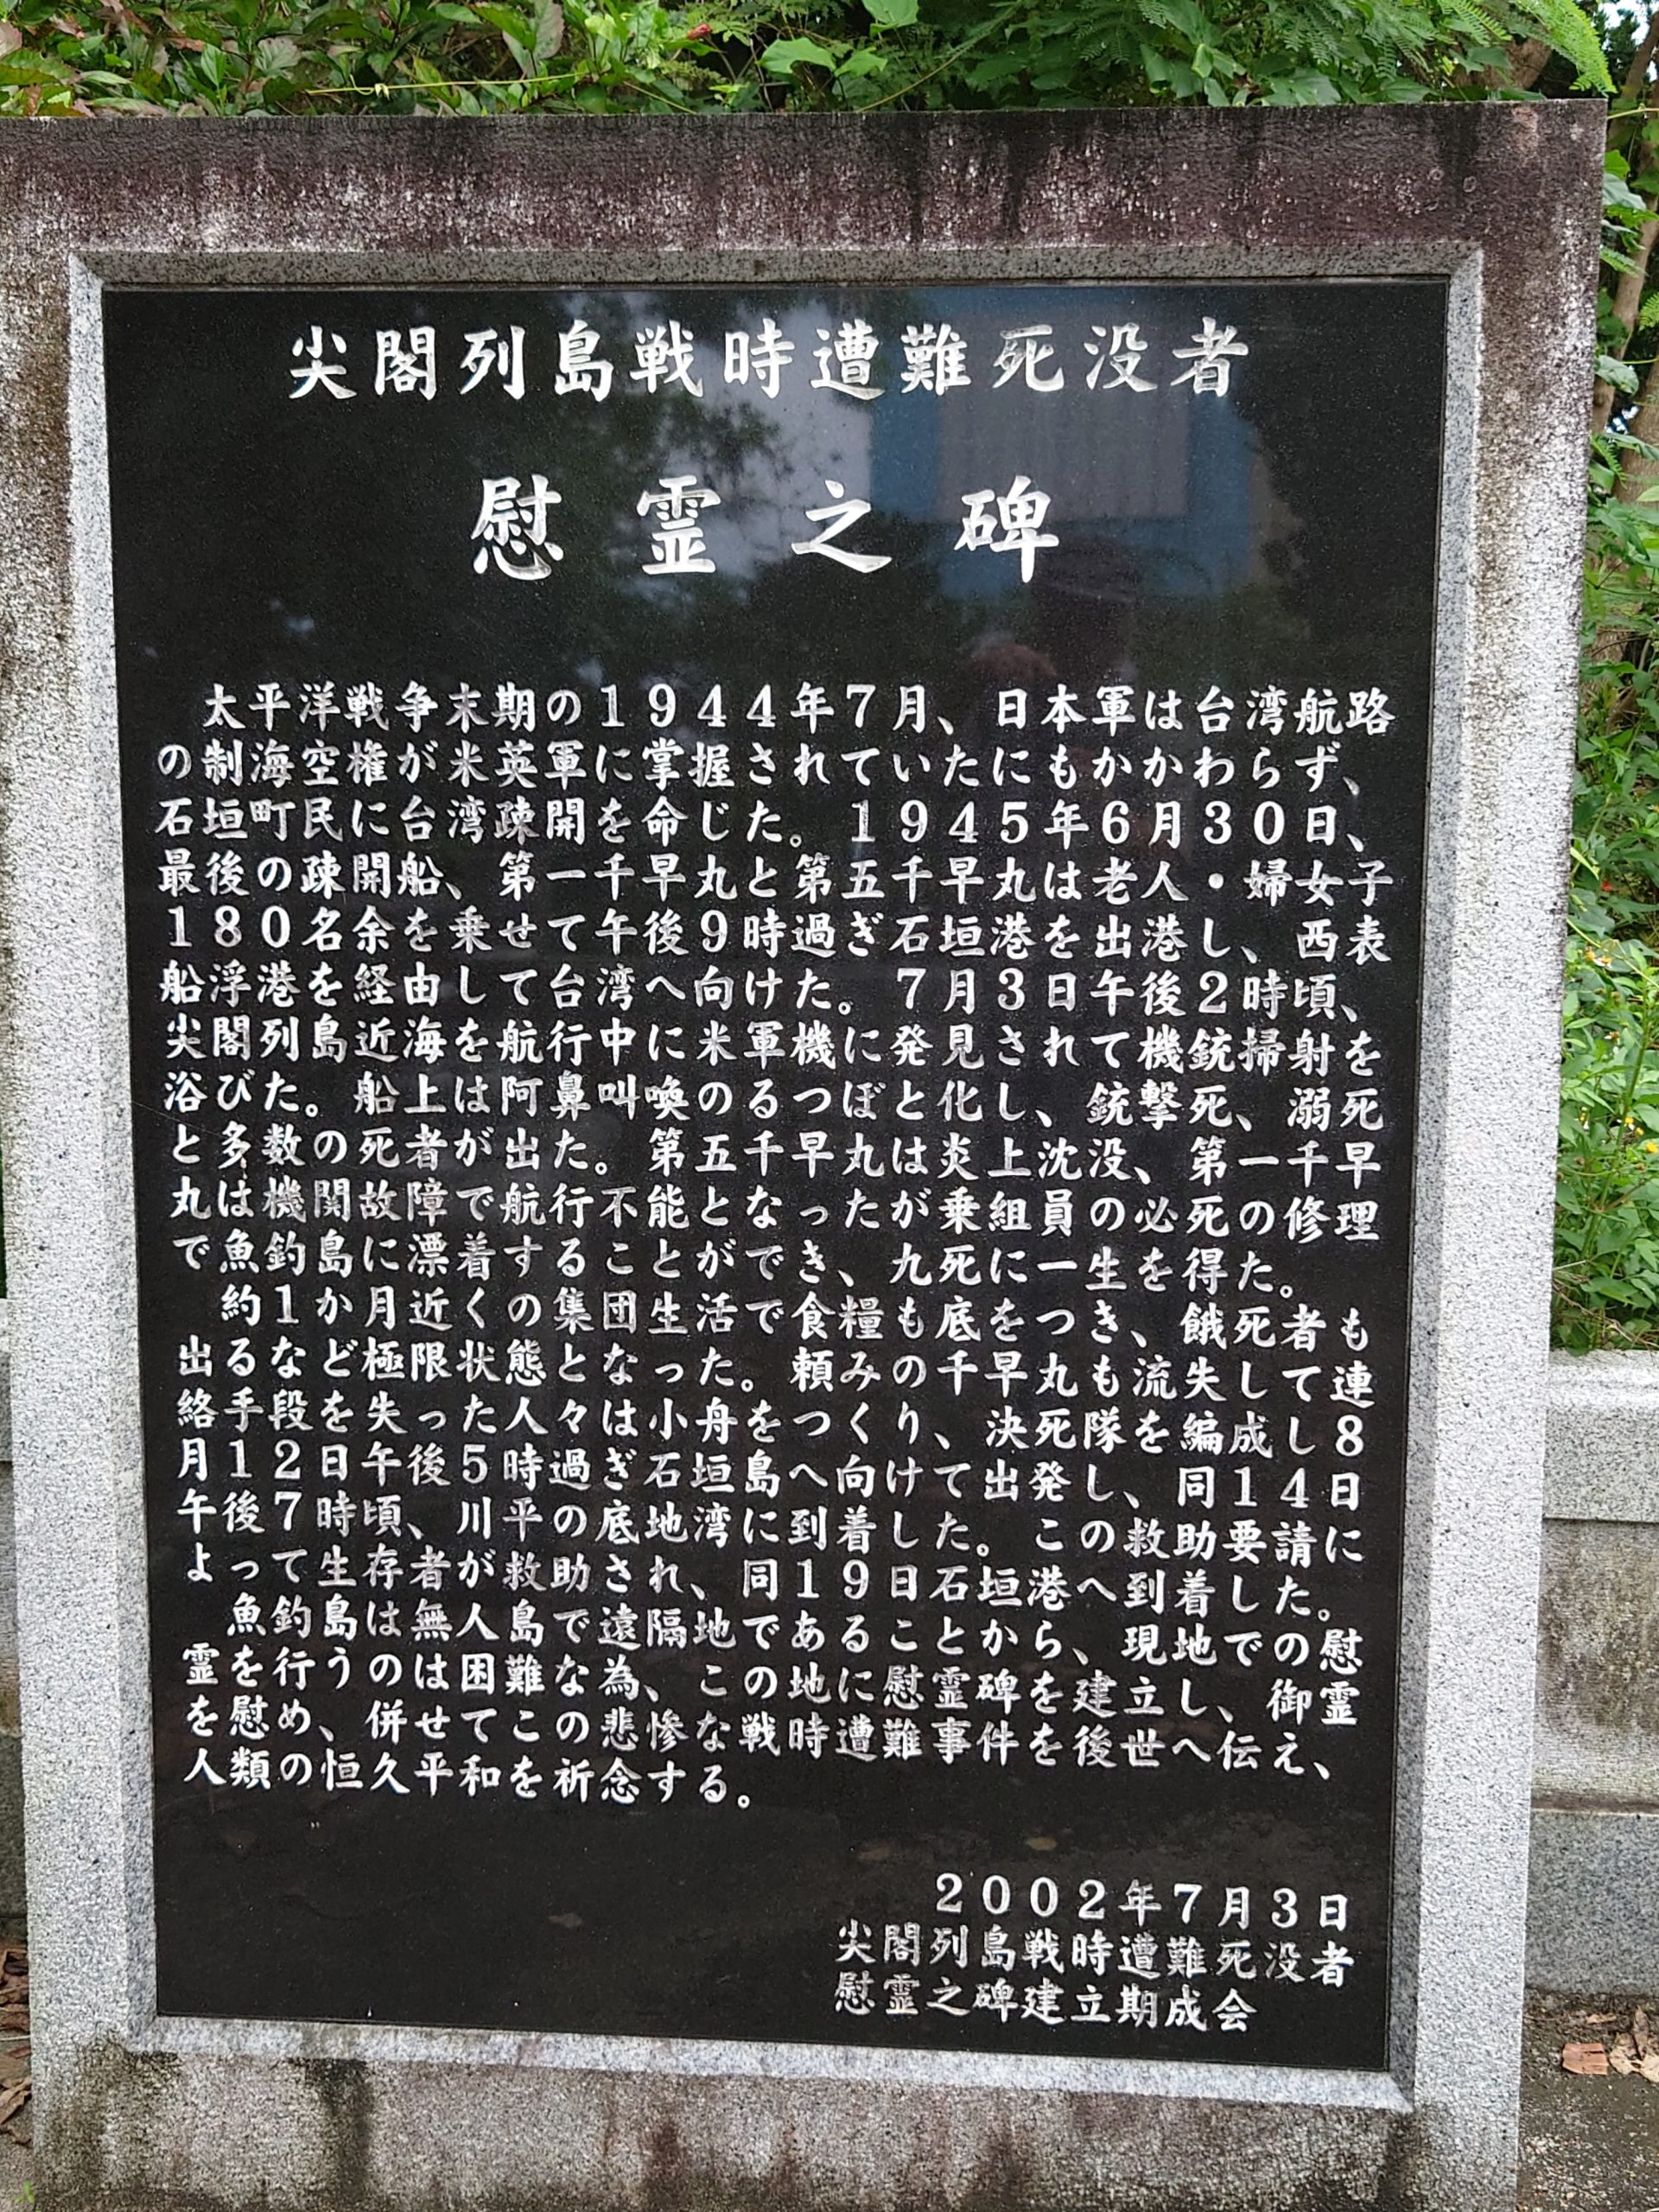 尖閣列島戦時遭難死没者
慰霊之碑
太平洋戦争末期の1944年7月、日本軍は台湾航路
の制海空権が米英軍に掌握されていたにもかかわらず、
石垣町民に台湾疎開を命じた。1945年6月30日、
最後の疎開船、第一千早丸と第五千早丸は老人・婦女子
180名余を乗せて午後9時過ぎ石垣港を出港し、西表
船浮港を経由して台湾へ向けた。7月3日午後2時頃、
尖閣列島近海を航行中に米軍機に発見されて機銃掃射を
浴びた。船上は阿鼻叫喚のるつぼと化し、銃撃死、溺死
と多数の死者が出た。第五千早丸は炎上沈没、第一千早
丸は機関故障で航行不能となったが乗組員の必死の修理
で魚釣島に漂着することができ、九死に一生を得た。
約1か月近くの集団生活で食糧も底をつき、餓死者も
出るなど極限状態となった。頼みの千早丸も流失して連
絡手段を失った人々は小舟をつくり、決死隊を編成し8
月12日午後5時過ぎ石垣島へ向けて出発し、同14日
午後7時頃、川平の底地湾に到着した。この救助要請に
よって生存者が救助され、同19日石垣港へ到着した。
魚釣島は無人島で遠隔地であることから、現地での慰
霊を行うのは困難な為、この地に慰霊碑を建立し、御霊
を慰め、併せてこの悲惨な戦時遭難事件を後世へ伝え、
人類の恒久平和を祈念する。
2002年7月3日
尖閣列島戦時遭難死没者
慰霊之碑建立期成会